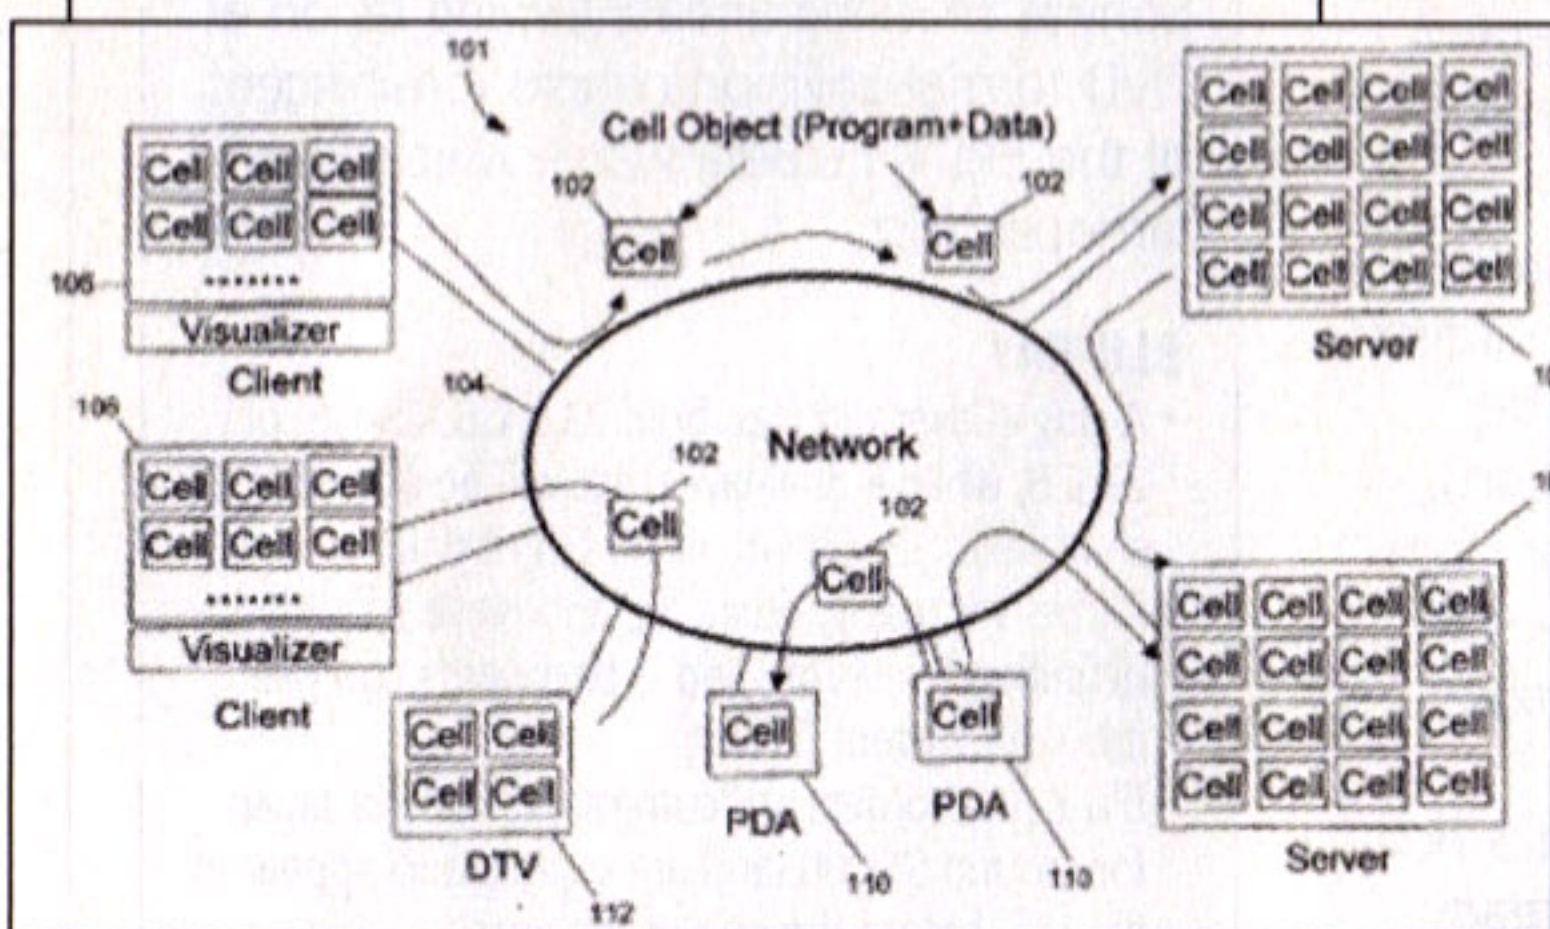 101
Cell Object (Program+Data)
102
102
Cell
Cell
Cell Cell Cell
Cell Cell Cell
.......
Visualizer
Client
106
Cell Cell Cell Cell
Cell Cell Cell Cell
Cell Cell Cell Cell
Cell Cell Cell Cell
Server
104
Network
106
Cell Cell Cell
Cell Cell Cell
.......
Visualizer
Client
102
Cell
102
Cell
Cell Cell Cell Cell
Cell Cell Cell Cell
Cell Cell Cell Cell
Cell Cell Cell Cell
Server
Cell Cell
Cell Cell
DTV
112
Cell
PDA
110
Cell
PDA
110